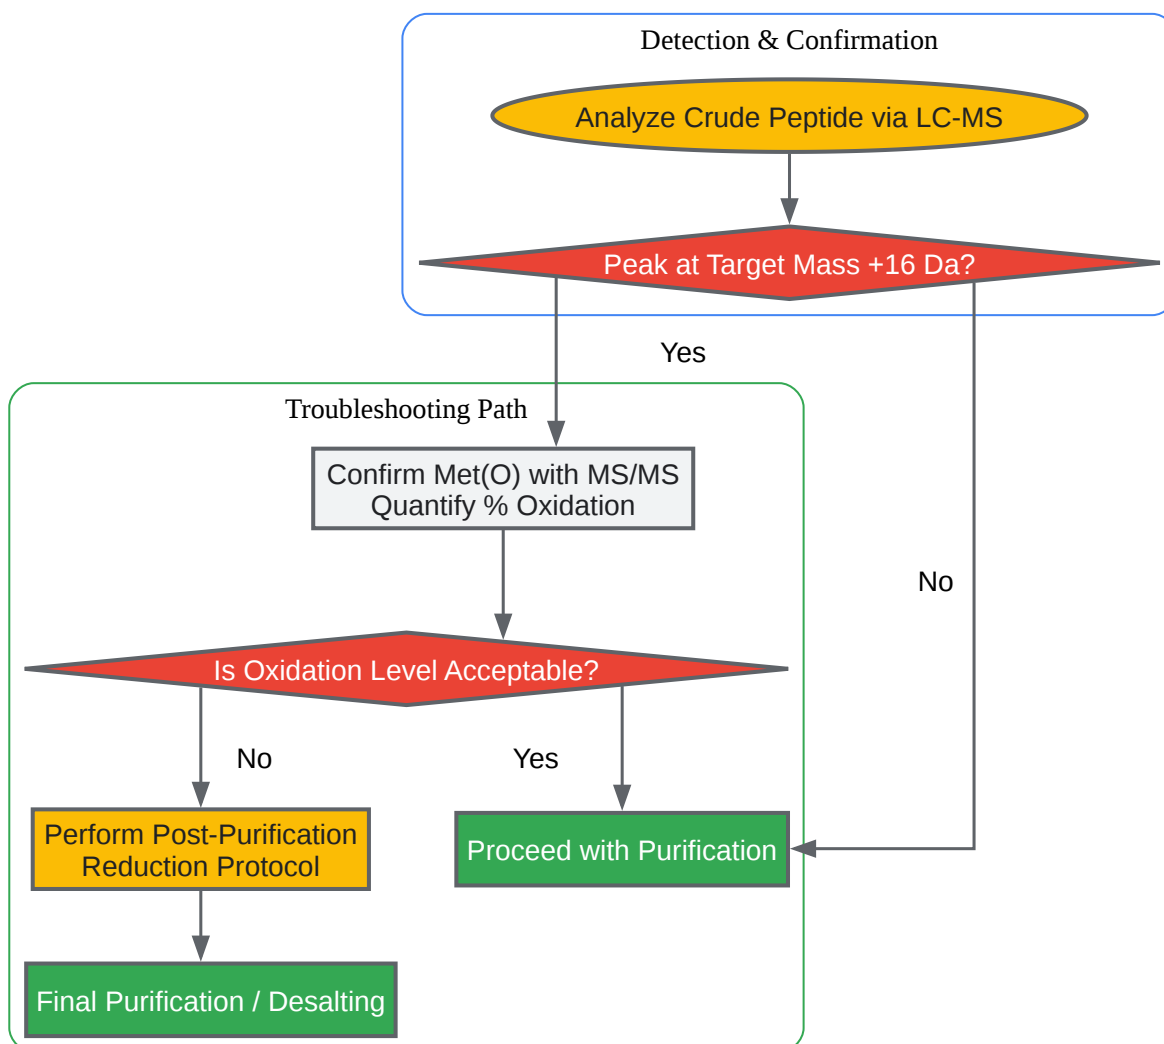 Detection & Confirmation
Analyze Crude Peptide via LC-MS
Peak at Target Mass +16 Da?
Yes
Troubleshooting Path
Confirm Met(O) with MS/MS
Quantify % Oxidation
No
Is Oxidation Level Acceptable?
No
Yes
Perform Post-Purification
Reduction Protocol
Proceed with Purification
Final Purification / Desalting